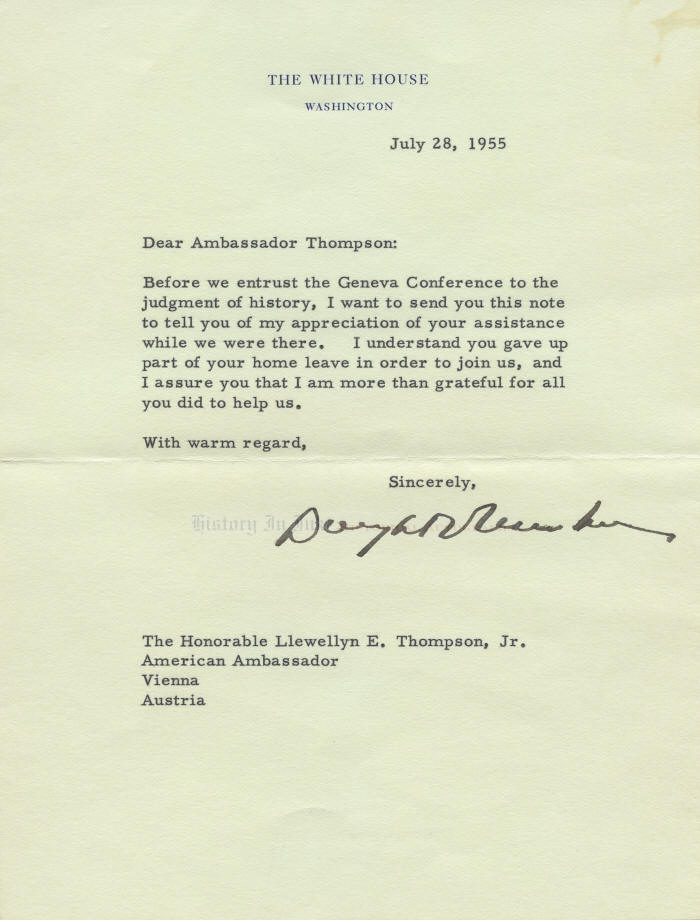 THE WHITE HOUSE
WASHINGTON
July 28, 1955
Dear Ambassador Thompson:
Before we entrust the Geneva Conference to the
judgment of history, I want to send you this note
to tell you of my appreciation of your assistance
while we were there. I understand you gave up
part of your home leave in order to join us, and
I assure you that I am more than grateful for all
you did to help us.
With warm regard,
Sincerely,
History In
Dwight D Eisenhower
The Honorable Llewellyn E. Thompson, Jr.
American Ambassador
Vienna
Austria